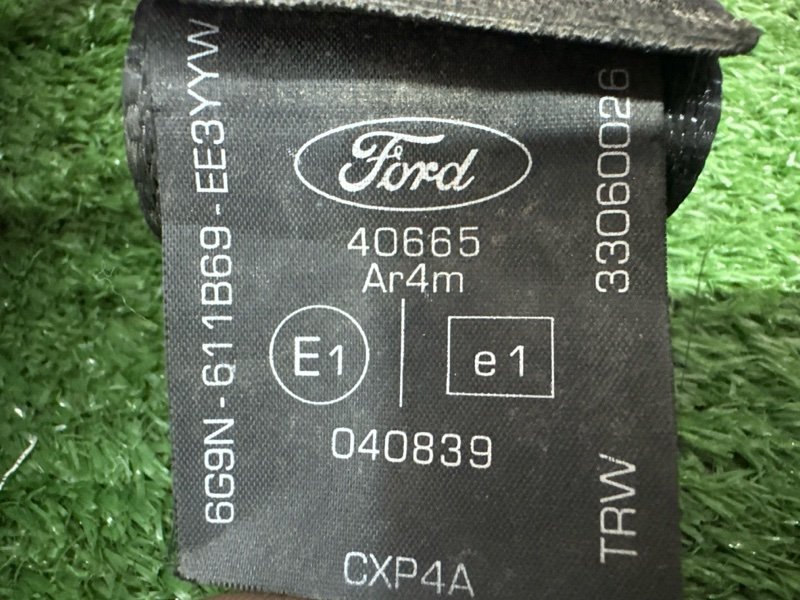 Ford
40665
Ar4m
E1
e1
040839
CXP4A
6G9N-611B69-EE3YYW
33060026
TRW